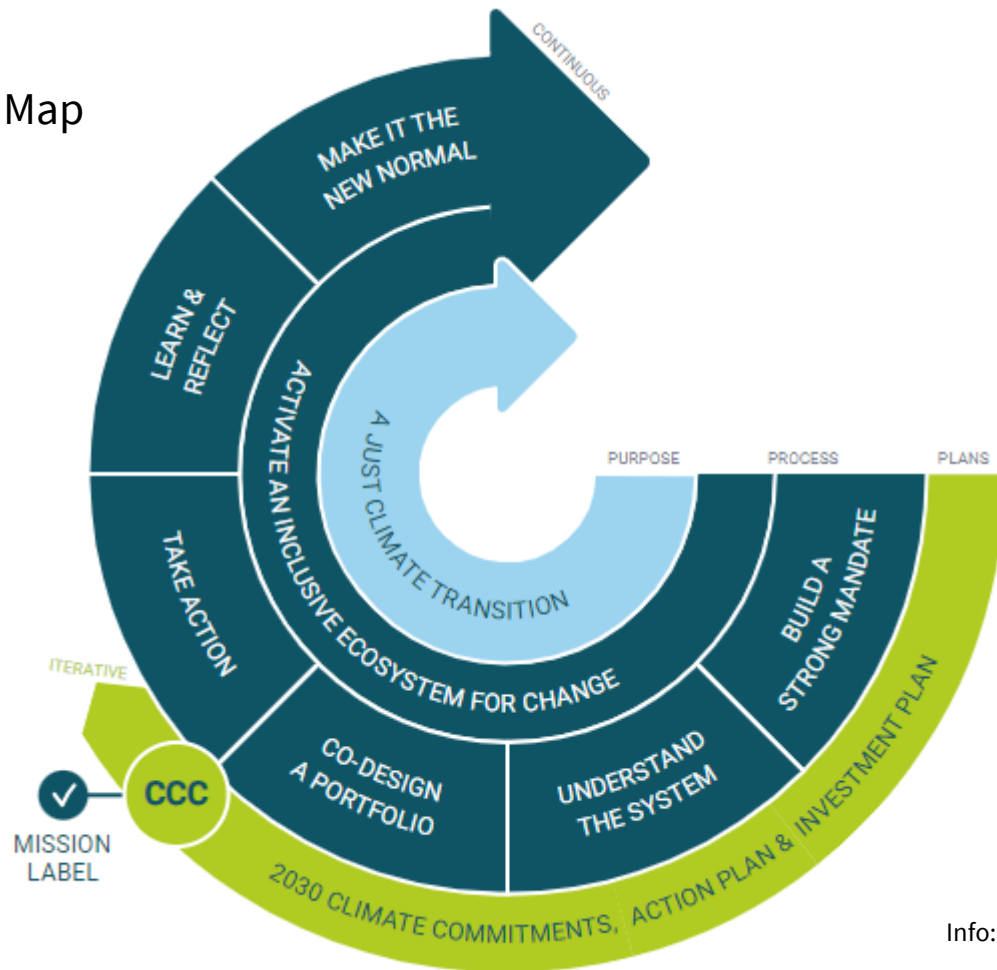 Map
CONTINUOUS
MAKE IT THE
NEW NORMAL
LEARN &
REFLECT
ACTIVATE AN INCLUSIVE ECOSYSTEM FOR CHANGE
A JUST CLIMATE TRANSITION
PURPOSE
PROCESS
PLANS
TAKE ACTION
BUILD A
STRONG MANDATE
ITERATIVE
CO-DESIGN
A PORTFOLIO
UNDERSTAND
THE SYSTEM
CCC
MISSION
LABEL
2030 CLIMATE COMMITMENTS, ACTION PLAN & INVESTMENT PLAN
Info: